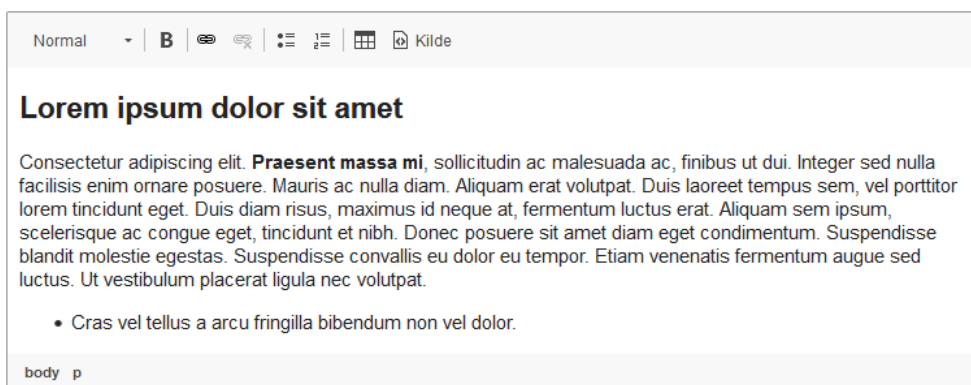 Normal B Kilde
Lorem ipsum dolor sit amet
Consectetur adipiscing elit. Praesent massa mi, sollicitudin ac malesuada ac, finibus ut dui. Integer sed nulla
facilisis enim ornare posuere. Mauris ac nulla diam. Aliquam erat volutpat. Duis laoreet tempus sem, vel porttitor
lorem tincidunt eget. Duis diam risus, maximus id neque at, fermentum luctus erat. Aliquam sem ipsum,
scelerisque ac congue eget, tincidunt et nibh. Donec posuere sit amet diam eget condimentum. Suspendisse
blandit molestie egestas. Suspendisse convallis eu dolor eu tempor. Etiam venenatis fermentum augue sed
luctus. Ut vestibulum placerat ligula nec volutpat.
• Cras vel tellus a arcu fringilla bibendum non vel dolor.
body p